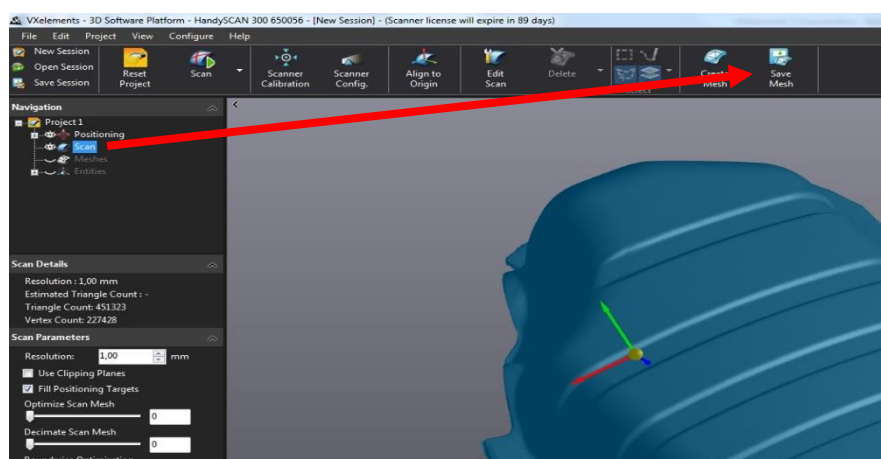 VXelements - 3D Software Platform - HandySCAN 300 650056 - [New Session] - (Scanner license will expire in 89 days)
File Edit Project View Configure Help
New Session
Open Session
Save Session
Reset Project
Scan
Scanner Calibration
Scanner Config.
Align to Origin
Edit Scan
Delete
Create Mesh
Save Mesh
Navigation
Project 1
Positioning
Scan
Meshes
Entities
Scan Details
Resolution : 1,00 mm
Estimated Triangle Count : -
Triangle Count: 451323
Vertex Count: 227428
Scan Parameters
Resolution: 1,00 mm
Use Clipping Planes
Fill Positioning Targets
Optimize Scan Mesh
0
Decimate Scan Mesh
0